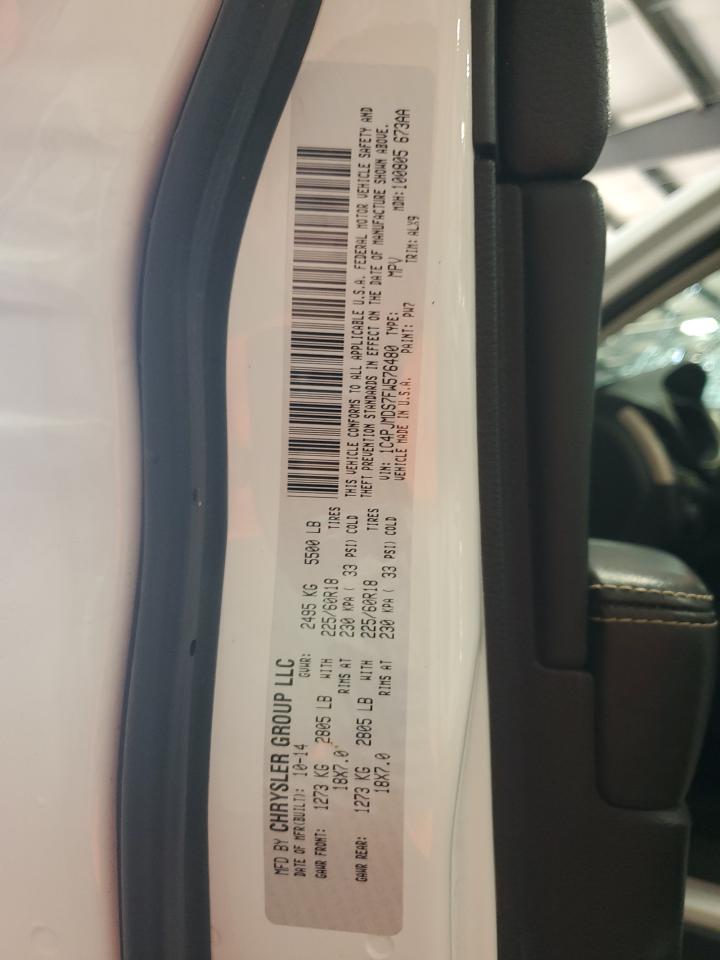 MFD BY CHRYSLER GROUP LLC
DATE OF MFR(BUILT): 10-14 GVWR: 2495 KG 5500 LB
GAWR FRONT: 1273 KG 2805 LB WITH 225/60R18 TIRES
18X7.0 RIMS AT 230 KPA ( 33 PSI) COLD
GAWR REAR: 1273 KG 2805 LB WITH 225/60R18 TIRES
18X7.0 RIMS AT 230 KPA ( 33 PSI) COLD
THIS VEHICLE CONFORMS TO ALL APPLICABLE U.S.A. FEDERAL MOTOR VEHICLE SAFETY AND
THEFT PREVENTION STANDARDS IN EFFECT ON THE DATE OF MANUFACTURE SHOWN ABOVE.
VIN: 1C4PJMDS7FW576480 TYPE: MPV MDH: 100805 673AA
VEHICLE MADE IN U.S.A. PAINT: PW7 TRIM: ALX9